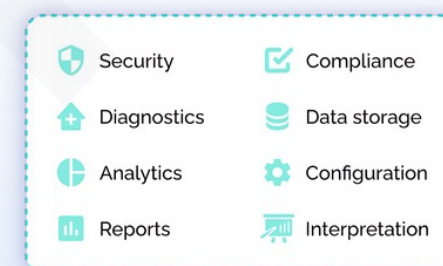 Security
Compliance
Diagnostics
Data storage
Analytics
Configuration
Reports
Interpretation